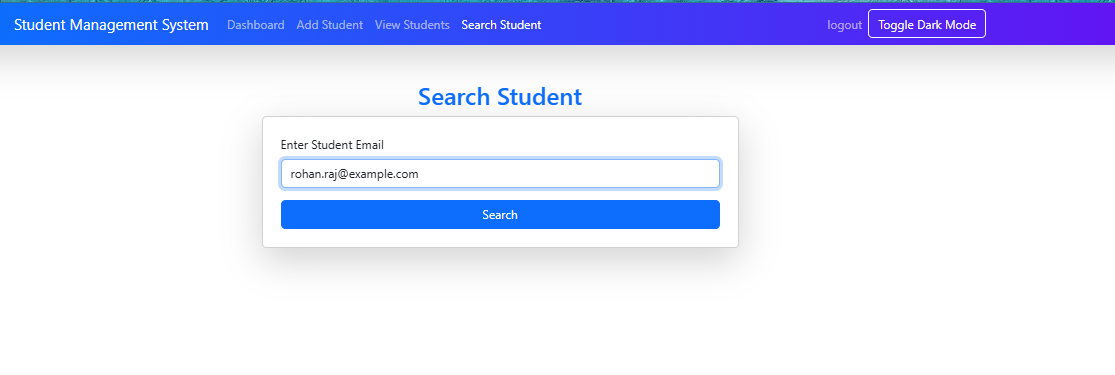 Student Management System Dashboard Add Student View Students Search Student logout Toggle Dark Mode
Search Student
Enter Student Email
rohan.raj@example.com
Search